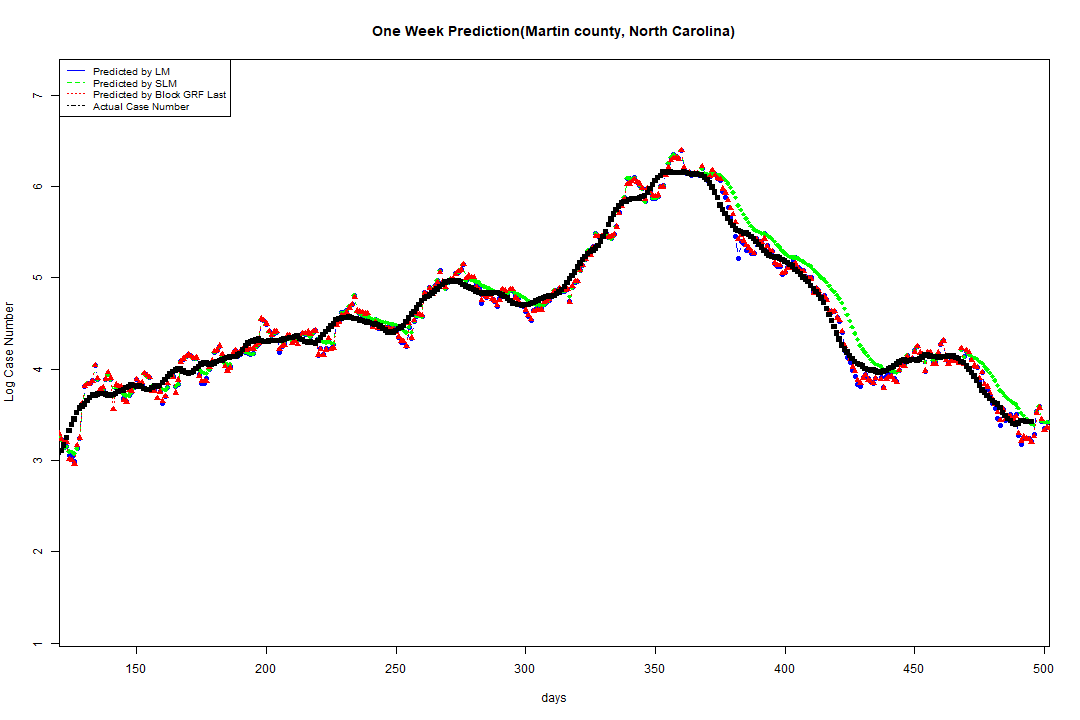 One Week Prediction(Martin county, North Carolina)
Predicted by LM
Predicted by SLM
Predicted by Block GRF Last
Actual Case Number
7
6
5
4
3
2
1
Log Case Number
150 200 250 300 350 400 450 500
days